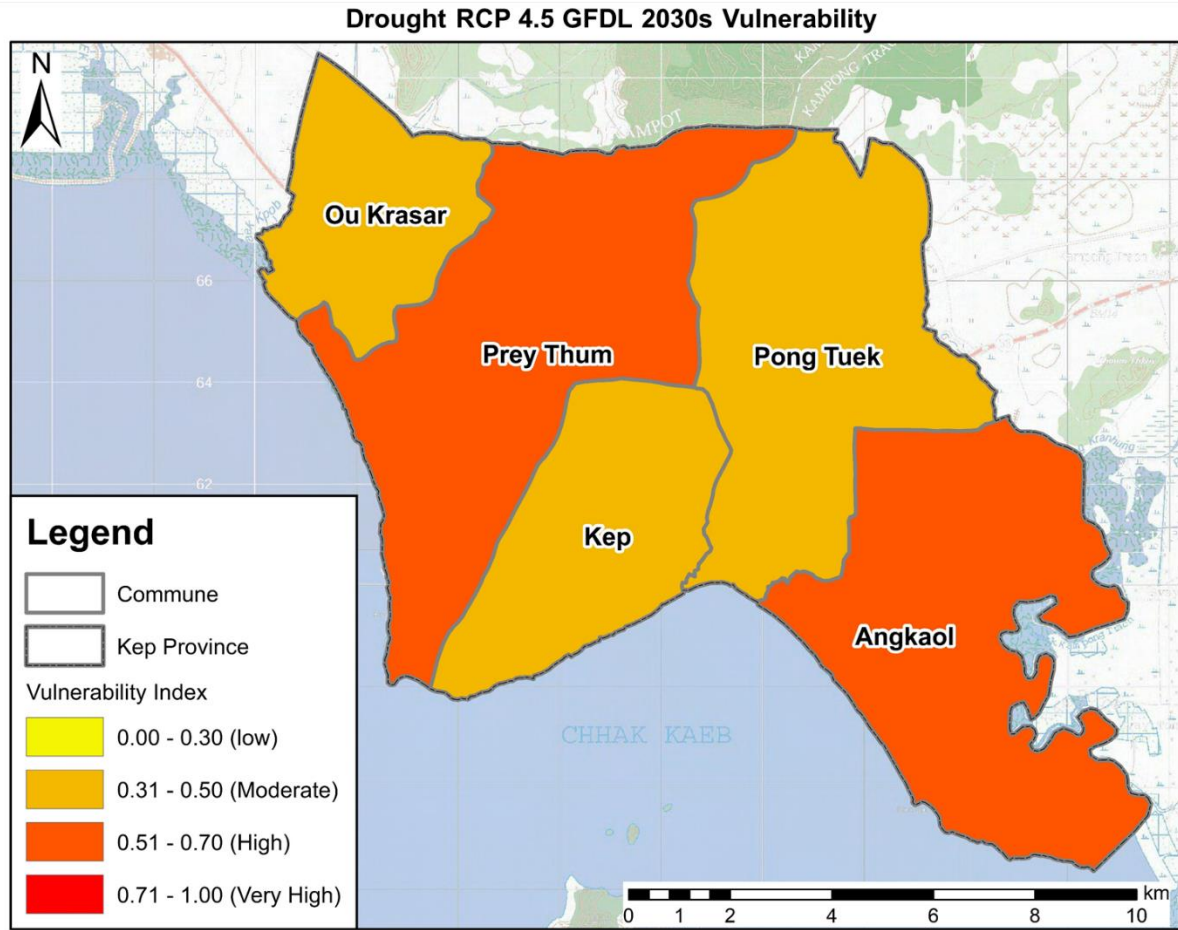 Drought RCP 4.5 GFDL 2030s Vulnerability
N
KAMPONG TRAC
Ou Krasar
66
Prey Thum
Pong Tuek
64
62
Kep
Angkaol
CHHAK KAEB
Legend
Commune
Kep Province
Vulnerability Index
0.00 - 0.30 (low)
0.31 - 0.50 (Moderate)
0.51 - 0.70 (High)
0.71 - 1.00 (Very High)
km
0 1 2 4 6 8 10